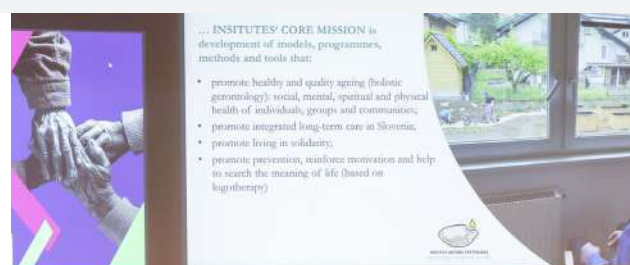 ... INSITUTES' CORE MISSION is
development of models, programmes,
methods and tools that:
• promote healthy and quality ageing (holistic
gerontology): social, mental, spiritual and physical
health of individuals, groups and communities;
• promote integrated long-term care in Slovenia;
• promote living in solidarity;
• promote prevention, reinforce motivation and help
to search the meaning of life (based on
logotherapy)